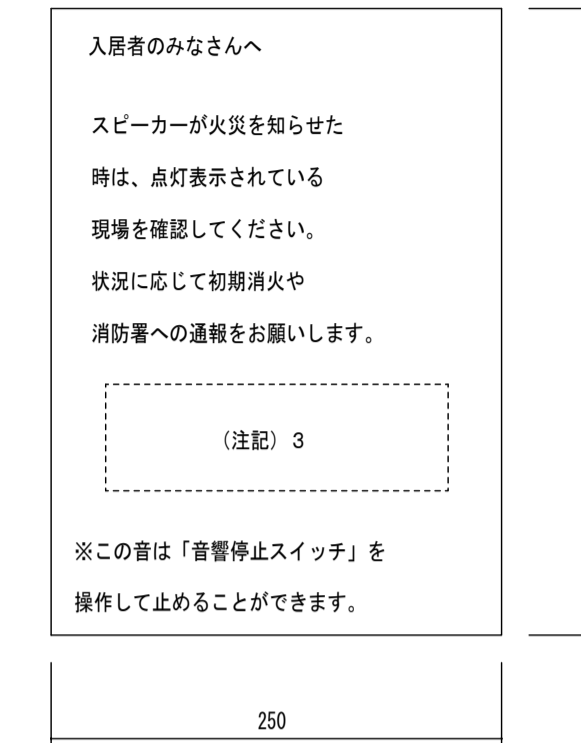 入居者のみなさんへ
スピーカーが火災を知らせた
時は、点灯表示されている
現場を確認してください。
状況に応じて初期消火や
消防署への通報をお願いします。
（注記）３
※この音は「音響停止スイッチ」を
操作して止めることができます。
250